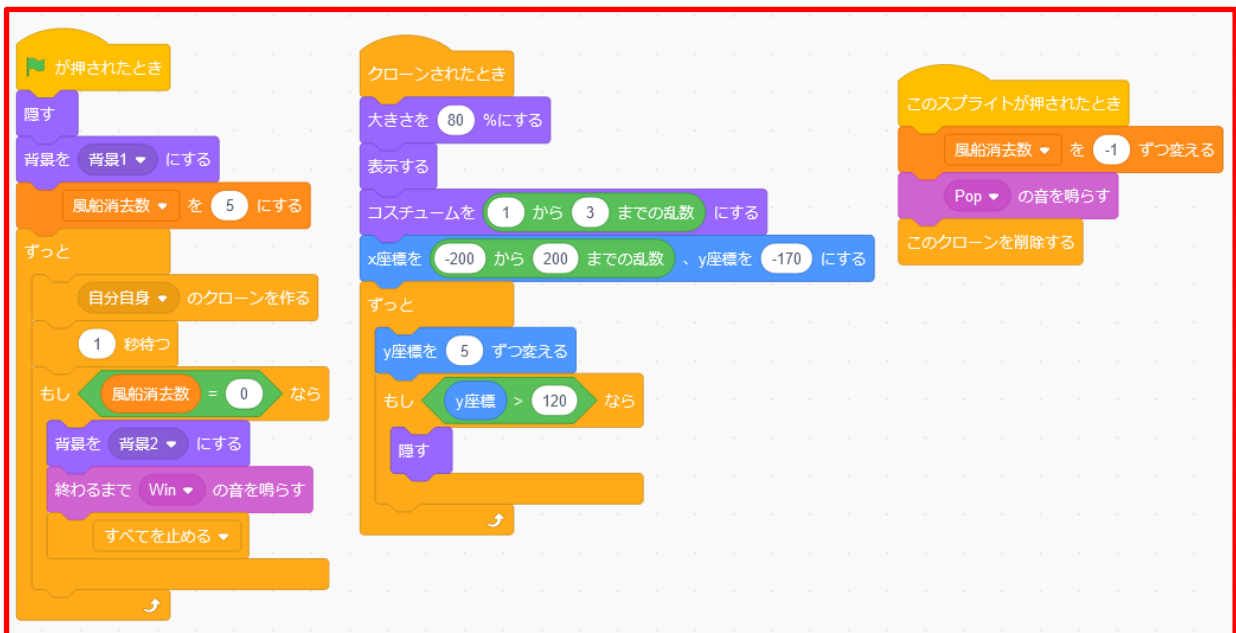 が押されたとき
隠す
背景を 背景1 にする
風船消去数 を 5 にする
ずっと
自分自身 のクローンを作る
1 秒待つ
もし 風船消去数 = 0 なら
背景を 背景2 にする
終わるまで Win の音を鳴らす
すべてを止める
クローンされたとき
大きさを 80 %にする
表示する
コスチュームを 1 から 3 までの乱数 にする
x座標を -200 から 200 までの乱数 、y座標を -170 にする
ずっと
y座標を 5 ずつ変える
もし y座標 > 120 なら
隠す
このスプライトが押されたとき
風船消去数 を -1 ずつ変える
Pop の音を鳴らす
このクローンを削除する